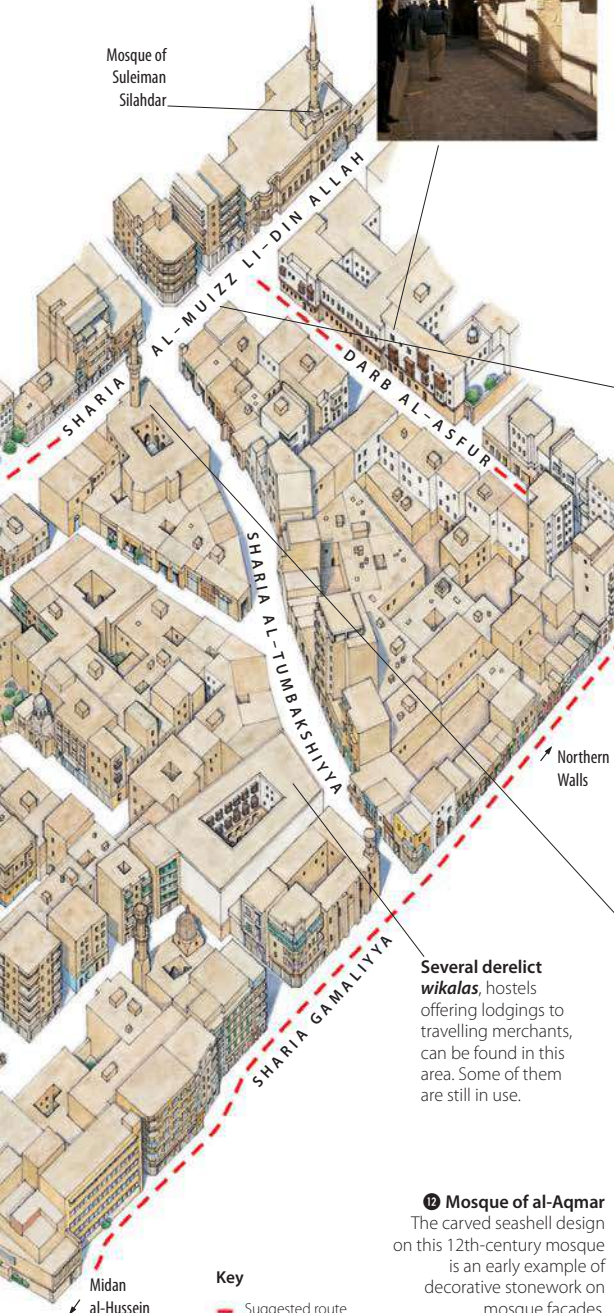 Mosque of
Suleiman
Silahdar
SHARIA AL-MUIZZ LI-DIN ALLAH
DARB AL-ASFUR
SHARIA AL-TUMBAKSHIYYA
Northern
Walls
SHARIA GAMALIYYA
Several derelict
wikalas, hostels
offering lodgings to
travelling merchants,
can be found in this
area. Some of them
are still in use.
12 Mosque of al-Aqmar
The carved seashell design
on this 12th-century mosque
is an early example of
decorative stonework on
mosque façades.
Midan
al-Hussein
Key
Suggested route